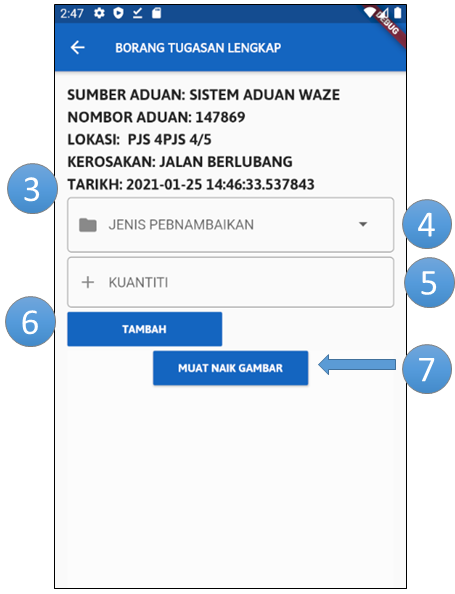 2:47
DEBUG
BORANG TUGASAN LENGKAP
SUMBER ADUAN: SISTEM ADUAN WAZE
NOMBOR ADUAN: 147869
LOKASI: PJS 4PJS 4/5
KEROSAKAN: JALAN BERLUBANG
3 TARIKH: 2021-01-25 14:46:33.537843
JENIS PEBNAMBAIKAN 4
KUANTITI 5
6 TAMBAH
MUAT NAIK GAMBAR 7